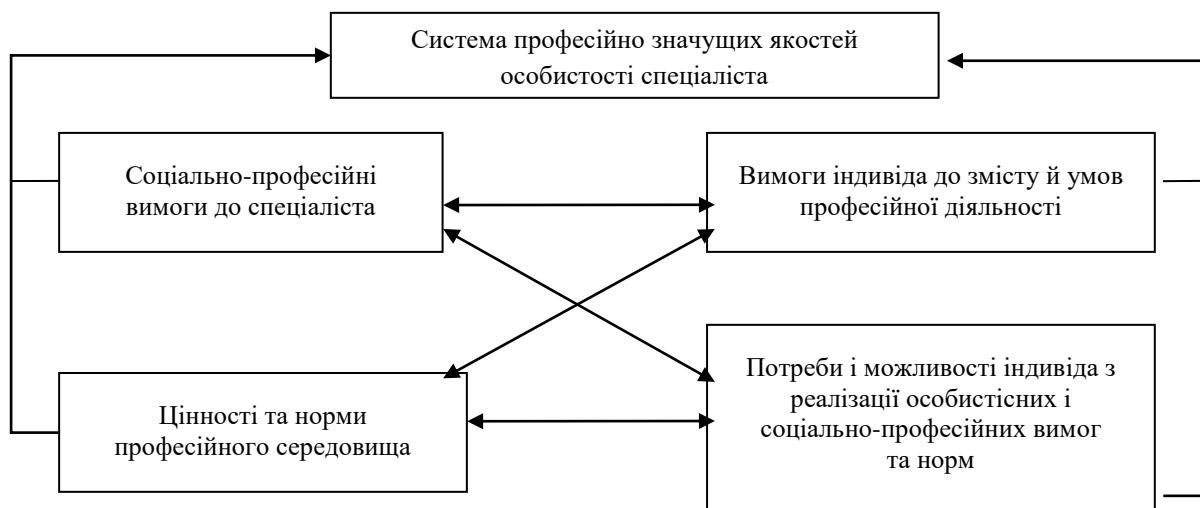 Система професійно значущих якостей
особистості спеціаліста
Соціально-професійні
вимоги до спеціаліста
Вимоги індивіда до змісту й умов
професійної діяльності
Цінності та норми
професійного середовища
Потреби і можливості індивіда з
реалізації особистісних і
соціально-професійних вимог
та норм